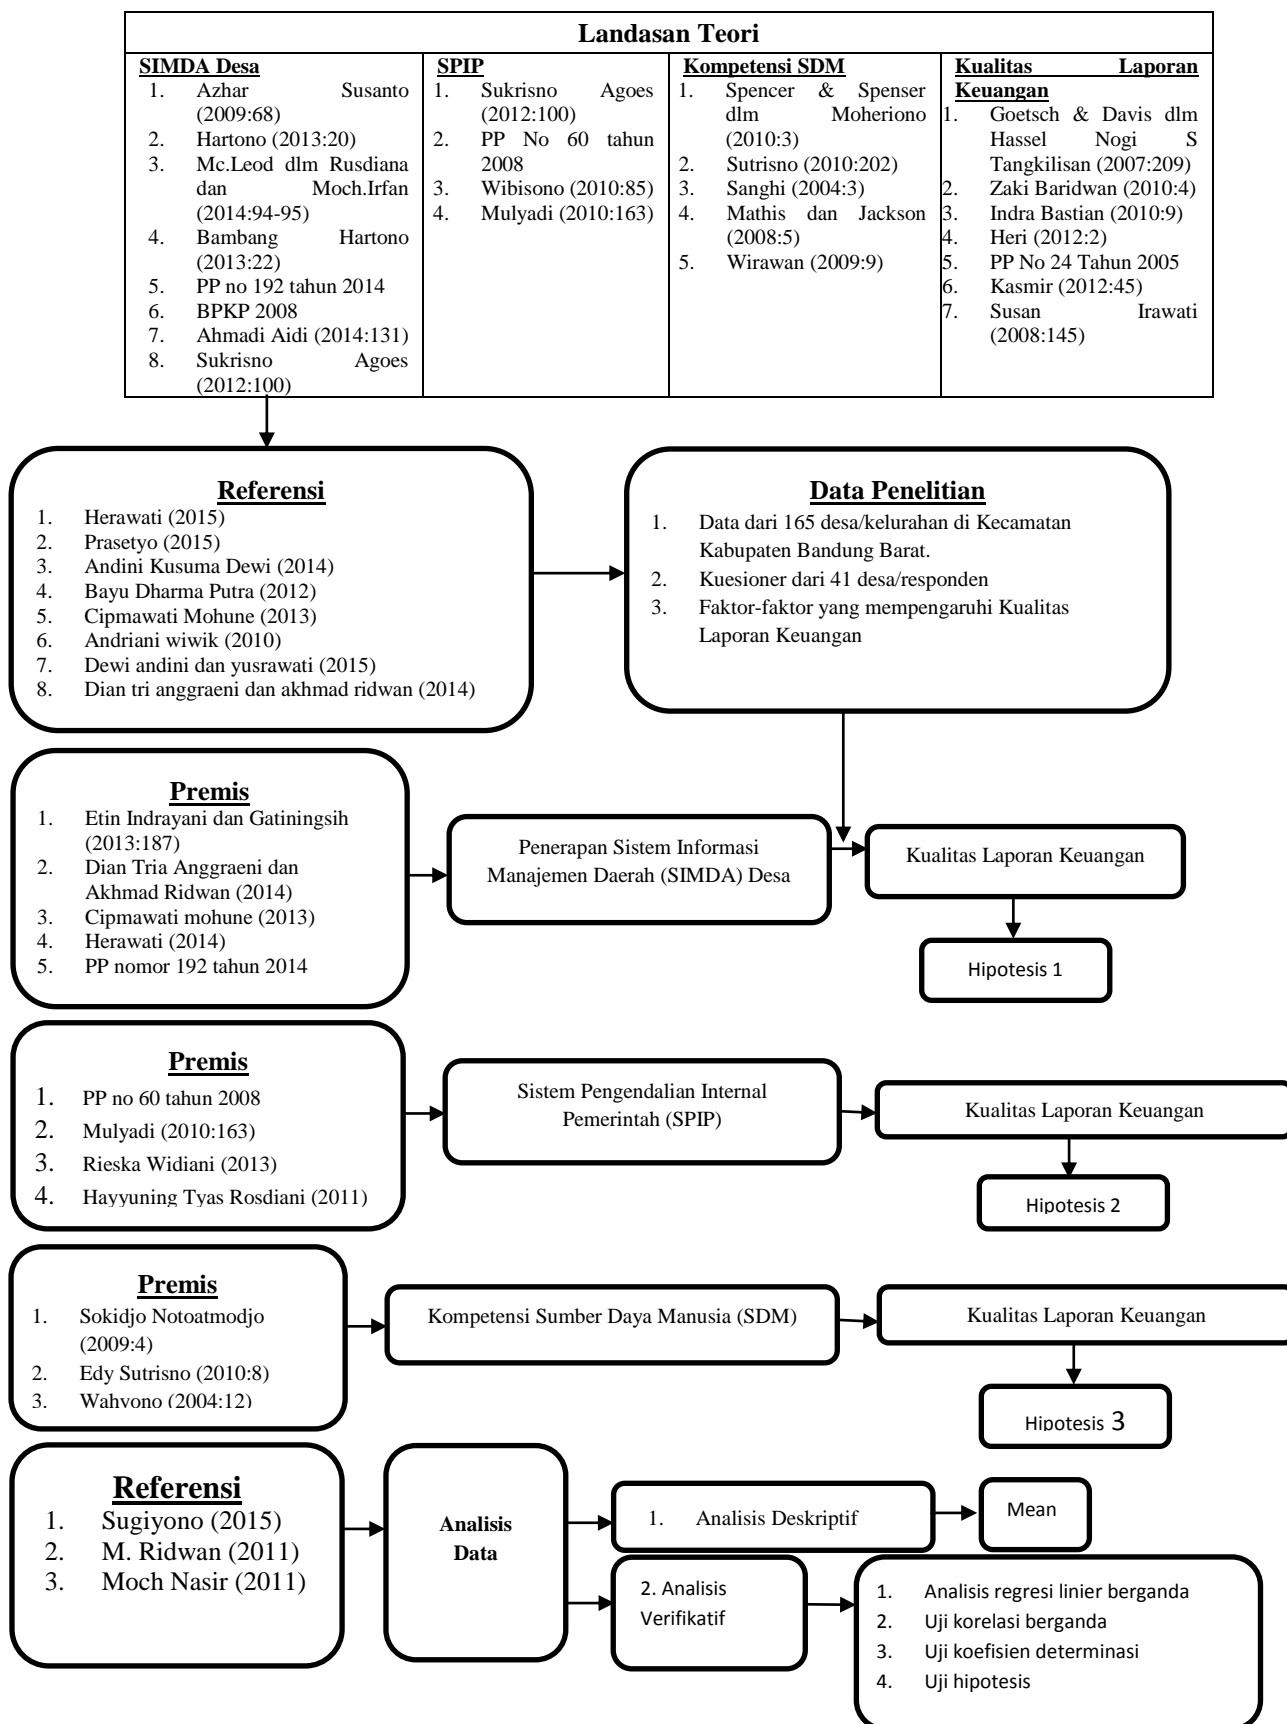 Landasan Teori
SIMDA Desa
1. Azhar Susanto
(2009:68)
2. Hartono (2013:20)
3. Mc.Leod dlm Rusdiana
dan Moch.Irfan
(2014:94-95)
4. Bambang Hartono
(2013:22)
5. PP no 192 tahun 2014
6. BPKP 2008
7. Ahmadi Aidi (2014:131)
8. Sukrisno Agoes
(2012:100)
SPIP
1. Sukrisno Agoes
(2012:100)
2. PP No 60 tahun
2008
3. Wibisono (2010:85)
4. Mulyadi (2010:163)
Kompetensi SDM
1. Spencer & Spenser
dlm Moheriono
(2010:3)
2. Sutrisno (2010:202)
3. Sanghi (2004:3)
4. Mathis dan Jackson
(2008:5)
5. Wirawan (2009:9)
Kualitas Laporan
Keuangan
1. Goetsch & Davis dlm
Hassel Nogi S
Tangkilisan (2007:209)
2. Zaki Baridwan (2010:4)
3. Indra Bastian (2010:9)
4. Heri (2012:2)
5. PP No 24 Tahun 2005
6. Kasmir (2012:45)
7. Susan Irawati
(2008:145)
Referensi
1. Herawati (2015)
2. Prasetyo (2015)
3. Andini Kusuma Dewi (2014)
4. Bayu Dharma Putra (2012)
5. Cipmawati Mohune (2013)
6. Andriani wiwik (2010)
7. Dewi andini dan yusrawati (2015)
8. Dian tri anggraeni dan akhmad ridwan (2014)
Data Penelitian
1. Data dari 165 desa/kelurahan di Kecamatan
Kabupaten Bandung Barat.
2. Kuesioner dari 41 desa/responden
3. Faktor-faktor yang mempengaruhi Kualitas
Laporan Keuangan
Premis
1. Etin Indrayani dan Gatiningsih
(2013:187)
2. Dian Tria Anggraeni dan
Akhmad Ridwan (2014)
3. Cipmawati mohune (2013)
4. Herawati (2014)
5. PP nomor 192 tahun 2014
Penerapan Sistem Informasi
Manajemen Daerah (SIMDA) Desa
Kualitas Laporan Keuangan
Hipotesis 1
Premis
1. PP no 60 tahun 2008
2. Mulyadi (2010:163)
3. Rieska Widiani (2013)
4. Hayyuning Tyas Rosdiani (2011)
Sistem Pengendalian Internal
Pemerintah (SPIP)
Kualitas Laporan Keuangan
Hipotesis 2
Premis
1. Sokidjo Notoatmodjo
(2009:4)
2. Edy Sutrisno (2010:8)
3. Wahyono (2004:12)
Kompetensi Sumber Daya Manusia (SDM)
Kualitas Laporan Keuangan
Hipotesis 3
Referensi
1. Sugiyono (2015)
2. M. Ridwan (2011)
3. Moch Nasir (2011)
Analisis
Data
1. Analisis Deskriptif
Mean
2. Analisis
Verifikatif
1. Analisis regresi linier berganda
2. Uji korelasi berganda
3. Uji koefisien determinasi
4. Uji hipotesis